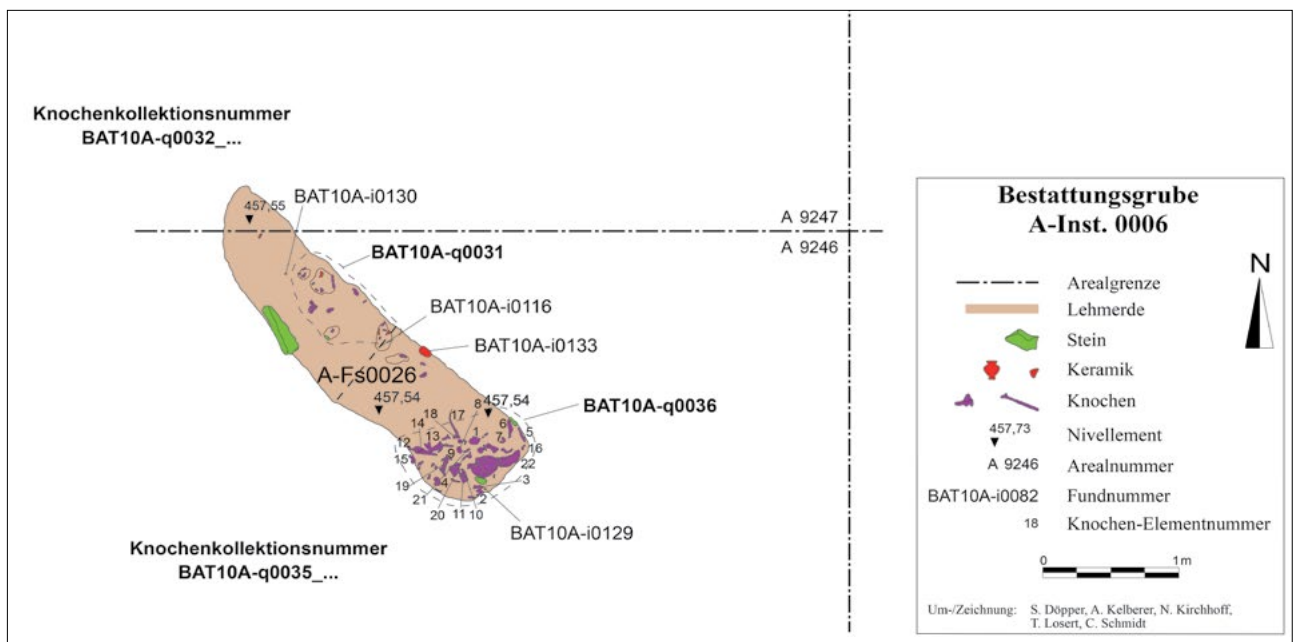 Knochenkollektionsnummer
BAT10A-q0032_...
BAT10A-i0130
457,55
A 9247
A 9246
BAT10A-q0031
BAT10A-i0116
BAT10A-i0133
A-Fs0026
457,54
457,54
BAT10A-q0036
8
18
17
14
13
12
15
1
6
5
7
16
9
22
19
4
3
21
20
11
10
2
BAT10A-i0129
Knochenkollektionsnummer
BAT10A-q0035_...
Bestattungsgrube
A-Inst. 0006
N
Arealgrenze
Lehmerde
Stein
Keramik
Knochen
457,73
Nivellement
A 9246
Arealnummer
BAT10A-i0082
Fundnummer
18
Knochen-Elementnummer
0
1m
Um-/Zeichnung: S. Döpper, A. Kelberer, N. Kirchhoff,
T. Losert, C. Schmidt